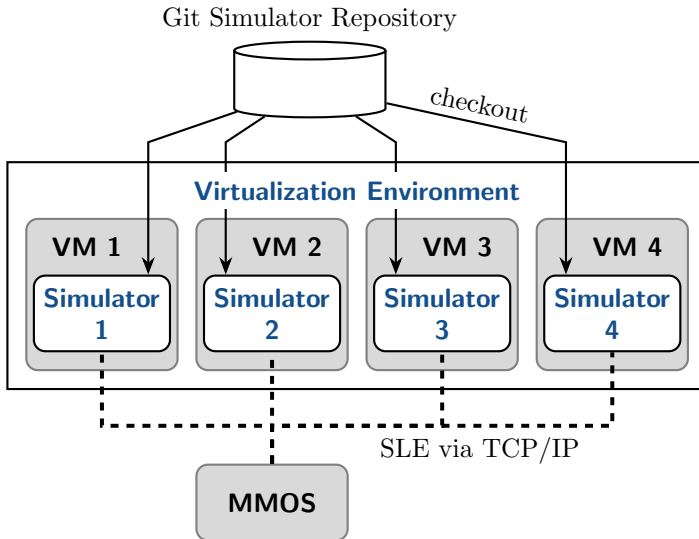 Git Simulator Repository
checkout
Virtualization Environment
VM 1
VM 2
VM 3
VM 4
Simulator
1
Simulator
2
Simulator
3
Simulator
4
SLE via TCP/IP
MMOS